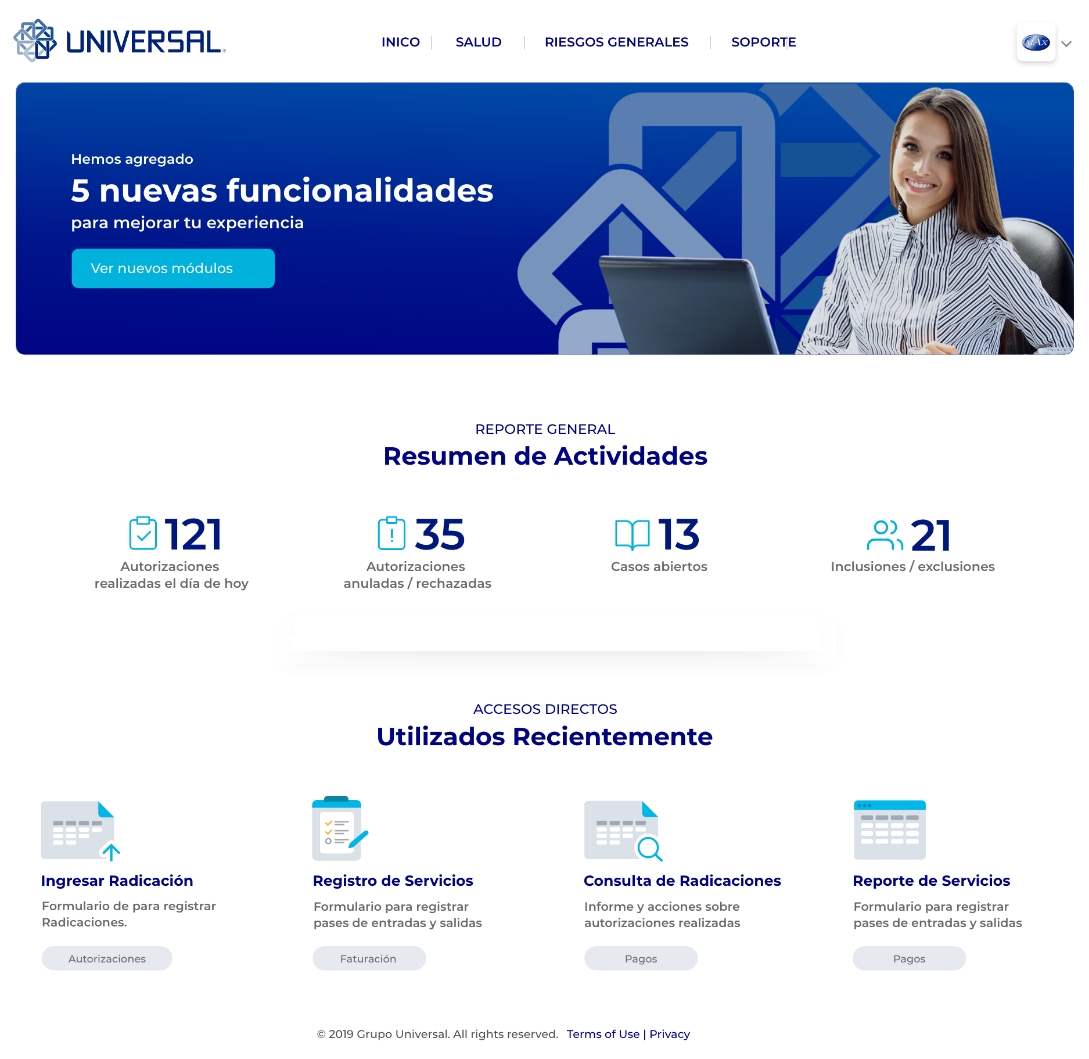 UNIVERSAL
INICO
SALUD
RIESGOS GENERALES
SOPORTE
MAX
Hemos agregado
5 nuevas funcionalidades
para mejorar tu experiencia
Ver nuevos módulos
REPORTE GENERAL
Resumen de Actividades
121
Autorizaciones
realizadas el día de hoy
35
Autorizaciones
anuladas / rechazadas
13
Casos abiertos
21
Inclusiones / exclusiones
ACCESOS DIRECTOS
Utilizados Recientemente
Ingresar Radicación
Formulario de para registrar
Radicaciones.
Autorizaciones
Registro de Servicios
Formulario para registrar
pases de entradas y salidas
Faturación
Consulta de Radicaciones
Informe y acciones sobre
autorizaciones realizadas
Pagos
Reporte de Servicios
Formulario para registrar
pases de entradas y salidas
Pagos
© 2019 Grupo Universal. All rights reserved. Terms of Use | Privacy